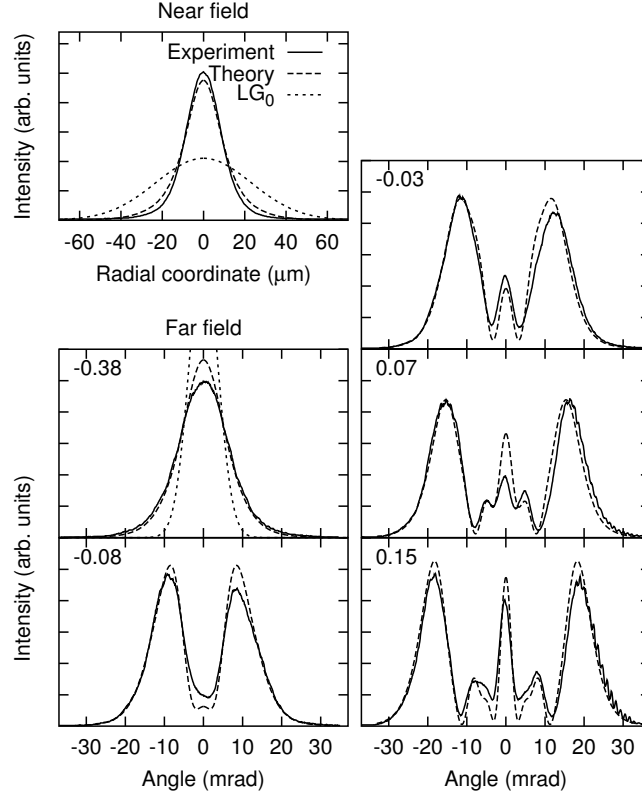 Near field
Intensity (arb. units)
Experiment
Theory
LG0
-60 -40 -20 0 20 40 60
Radial coordinate (μm)
Far field
-0.38
Intensity (arb. units)
-0.08
-30 -20 -10 0 10 20 30
Angle (mrad)
-0.03
0.07
0.15
-30 -20 -10 0 10 20 30
Angle (mrad)